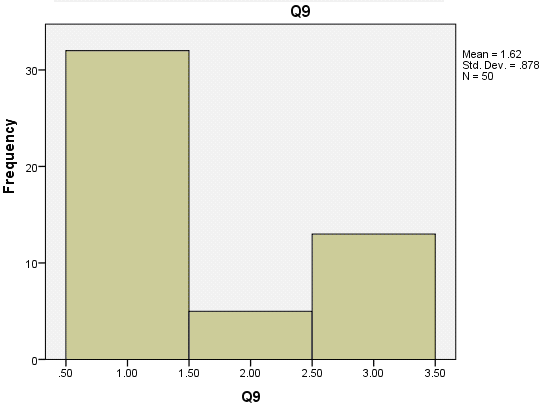 Q9
Mean = 1.62
Std. Dev. = .878
N = 50
Frequency
30
20
10
0
.50 1.00 1.50 2.00 2.50 3.00 3.50
Q9